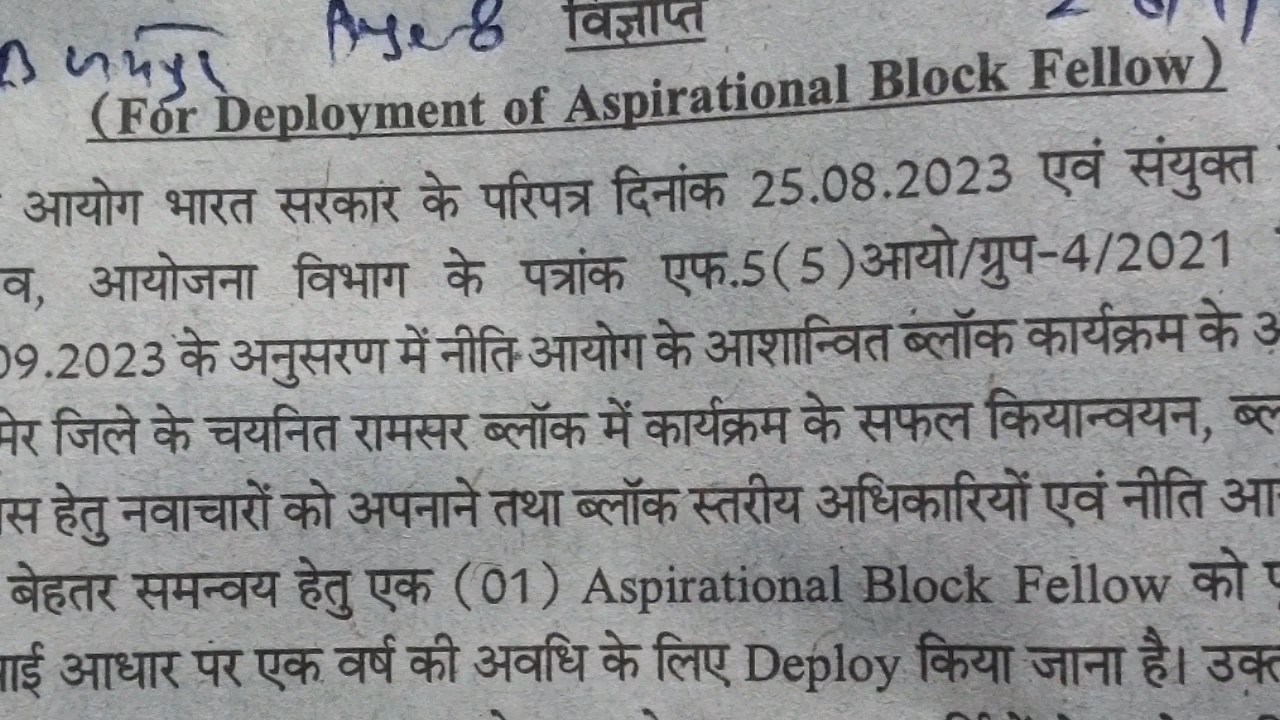 जयपुर Page-8 विज्ञप्ति
(For Deployment of Aspirational Block Fellow)
आयोग भारत सरकार के परिपत्र दिनांक 25.08.2023 एवं संयुक्त
व, आयोजना विभाग के पत्रांक एफ.5(5)आयो/ग्रुप-4/2021
09.2023 के अनुसरण में नीति आयोग के आशान्वित ब्लॉक कार्यक्रम के अ
मेर जिले के चयनित रामसर ब्लॉक में कार्यक्रम के सफल कियान्वयन, ब्ल
स हेतु नवाचारों को अपनाने तथा ब्लॉक स्तरीय अधिकारियों एवं नीति आ
बेहतर समन्वय हेतु एक (01) Aspirational Block Fellow को
ाई आधार पर एक वर्ष की अवधि के लिए Deploy किया जाना है। उक्त